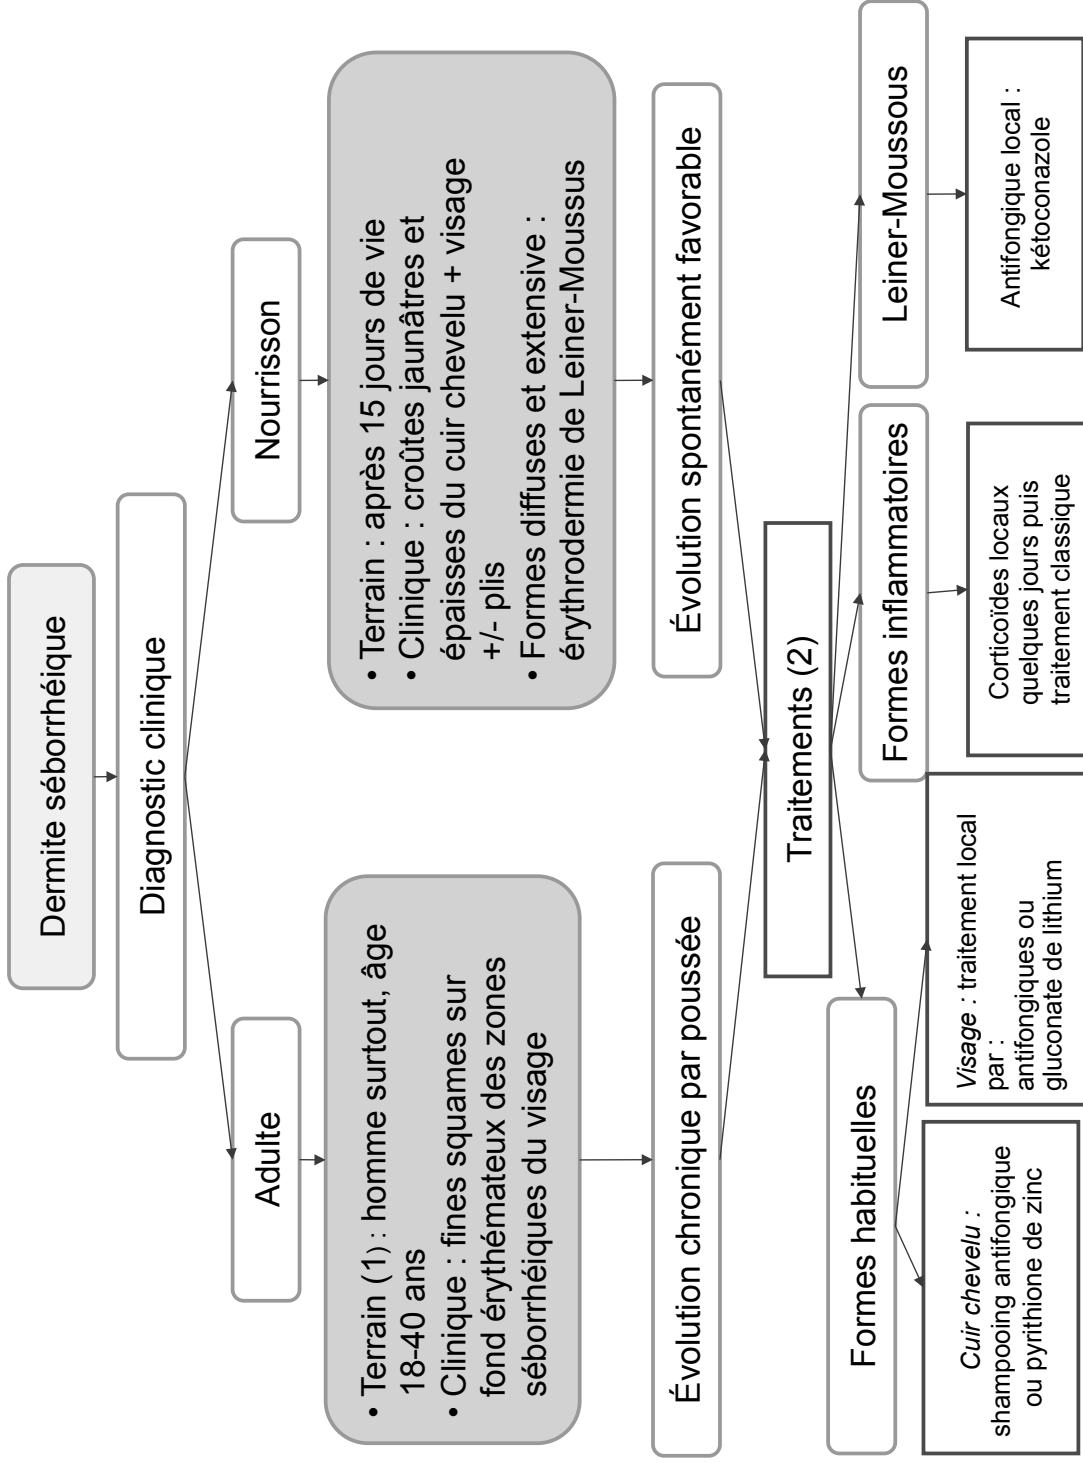 Dermite séborrhéique
Diagnostic clinique
Adulte
Nourrisson
• Terrain (1) : homme surtout, âge
18-40 ans
• Clinique : fines squames sur
fond érythémateux des zones
séborrhéiques du visage
• Terrain : après 15 jours de vie
• Clinique : croûtes jaunâtres et
épaisses du cuir chevelu + visage
+/- plis
• Formes diffuses et extensive :
érythrodermie de Leiner-Moussus
Évolution chronique par poussée
Évolution spontaném favorable
Traitements (2)
Formes habituelles
Formes inflammatoires
Leiner-Moussous
Cuir chevelu :
shampooing antifongique
ou pyrithione de zinc
Visage : traitement local
par :
antifongiques ou
gluconate de lithium
Corticoïdes locaux
quelques jours puis
traitement classique
Antifongique local :
kétoconazole